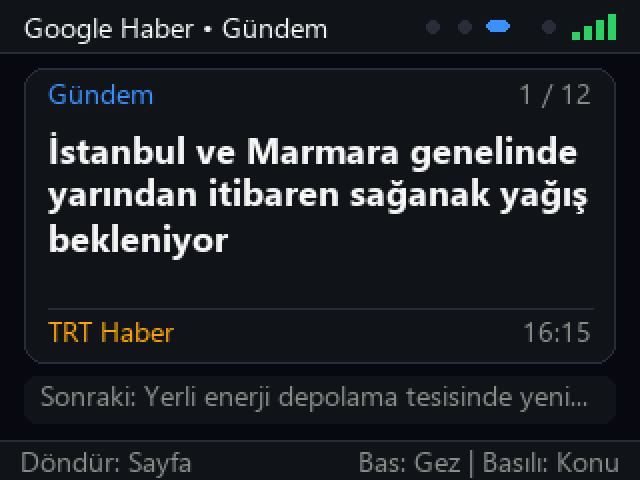 Google Haber • Gündem
Gündem
1 / 12
İstanbul ve Marmara genelinde
yarından itibaren sağanak yağış
bekleniyor
TRT Haber
16:15
Sonraki: Yerli enerji depolama tesisinde yeni...
Döndür: Sayfa
Bas: Gez | Basılı: Konu